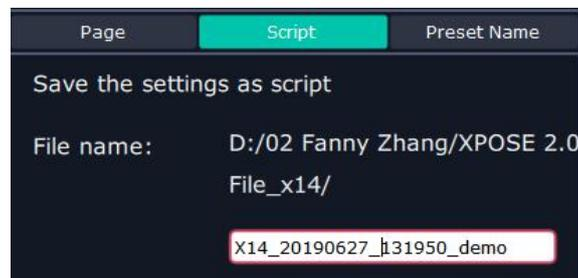 Page Script Preset Name
Save the settings as script
File name: D:/02 Fanny Zhang/XPOSE 2.0
File_x14/
X14_20190627_131950_demo